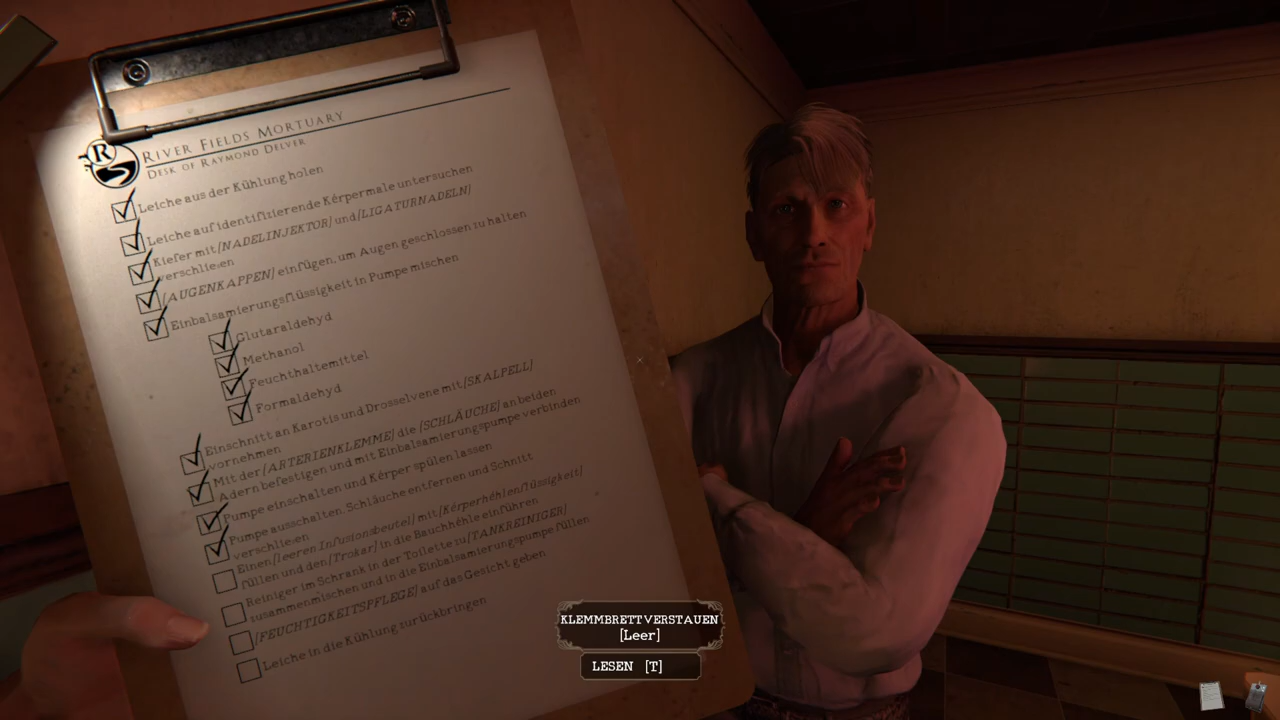 RIVER FIELDS MORTUARY
DESK OF RAYMOND DELVER
Leiche aus der Kühlung holen
Leiche auf identifizierende Körpermale untersuchen
Kiefer mit [NADELINJEKTOR] und [LIGATURNADELN]
verschließen
[AUGENKAPPEN] einfügen, um Augen geschlossen zu halten
Einbalsamierungsflüssigkeit in Pumpe mischen
Glutaraldehyd
Methanol
Feuchthaltemittel
Formaldehyd
Einschnitt an Karotis und Drosselvene mit [SKALPELL]
vornehmen
Mit der [ARTERIENKLEMME] die [SCHLÄUCHE] an beiden
Adern befestigen und mit Einbalsamierungspumpe verbinden
Pumpe einschalten und Körper spülen lassen
Pumpe ausschalten, Schläuche entfernen und Schnitt
verschließen
Einen [leeren Infusionsbeutel] mit [Körperhöhlenflüssigkeit]
füllen und den [Trokar] in die Bauchhöhle einführen
Reiniger im Schrank in der Toilette zu [TANKREINIGER]
zusammenmischen und in die Einbalsamierungspumpe füllen
[FEUCHTIGKEITSPFLEGE] auf das Gesicht geben
Leiche in die Kühlung zurückbringen
KLEMMBRETT VERSTAUEN
[Leer]
LESEN [T]